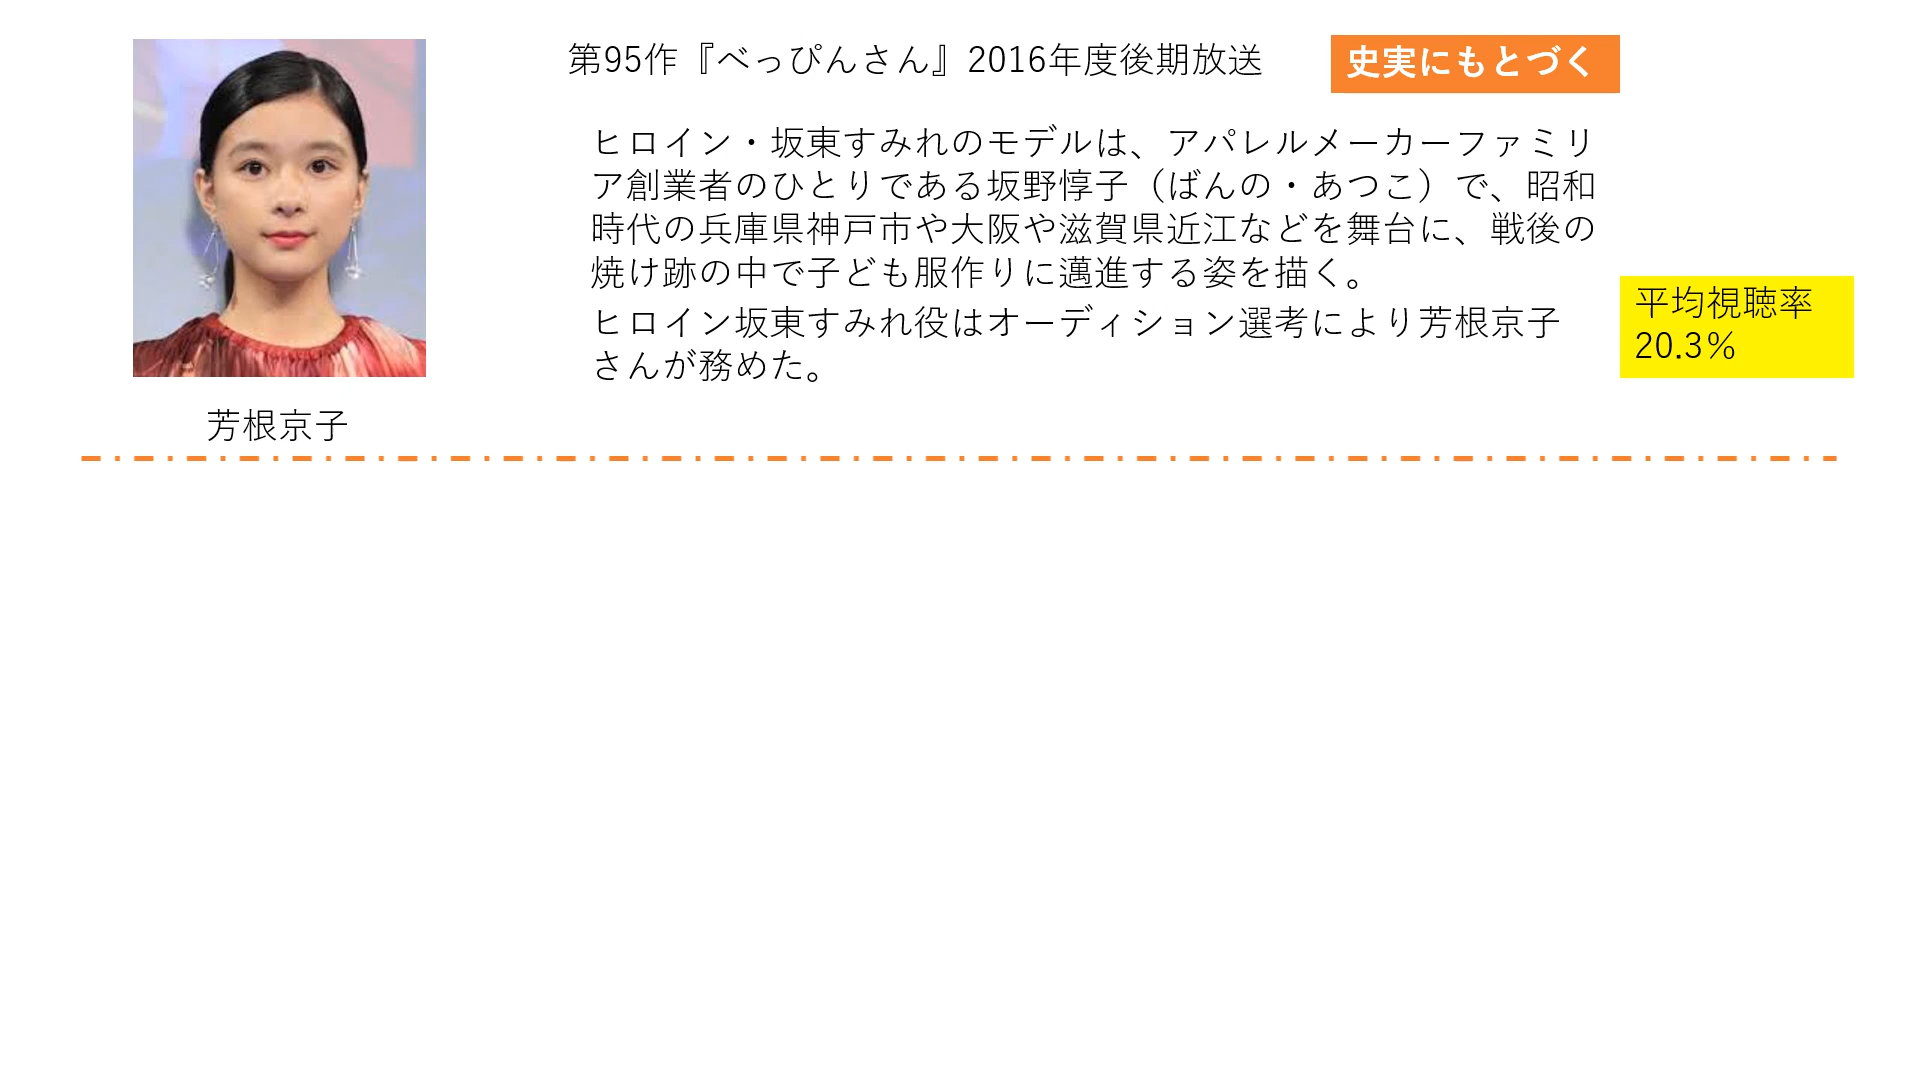 第95作『べっぴんさん』2016年度後期放送
史実にもとづく
ヒロイン・坂東すみれのモデルは、アパレルメーカーファミリ
ア創業者のひとりである坂野惇子（ばんの・あつこ）で、昭和
時代の兵庫県神戸市や大阪や滋賀県近江などを舞台に、戦後の
焼け跡の中で子ども服作りに邁進する姿を描く。
ヒロイン坂東すみれ役はオーディション選考により芳根京子
さんが務めた。
平均視聴率
20.3％
芳根京子